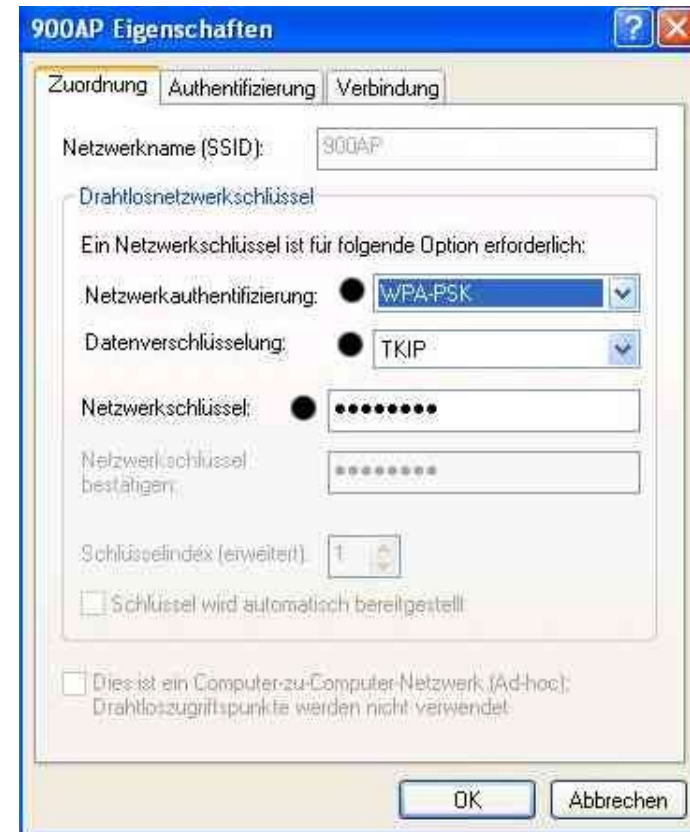 900AP Eigenschaften
Zuordnung Authentifizierung Verbindung
Netzwerkname (SSID): 900AP
Drahtlosnetzwerkschlüssel
Ein Netzwerkschlüssel ist für folgende Option erforderlich:
Netzwerkauthentifizierung: WPA-PSK
Datenverschlüsselung: TKIP
Netzwerkschlüssel: ••••••••
Netzwerkschlüssel
bestätigen: ••••••••
Schlüsselindex (erweitert): 1
Schlüssel wird automatisch bereitgestellt
Dies ist ein Computer-zu-Computer-Netzwerk (Ad-hoc);
Drahtloszugriffspunkte werden nicht verwendet
OK Abbrechen